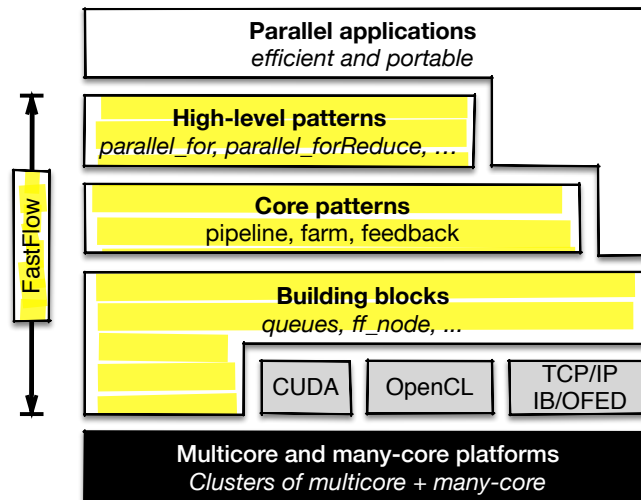 Parallel applications
efficient and portable
High-level patterns
parallel_for, parallel_forReduce, …
Core patterns
pipeline, farm, feedback
FastFlow
Building blocks
queues, ff_node, ...
CUDA
OpenCL
TCP/IP
IB/OFED
Multicore and many-core platforms
Clusters of multicore + many-core